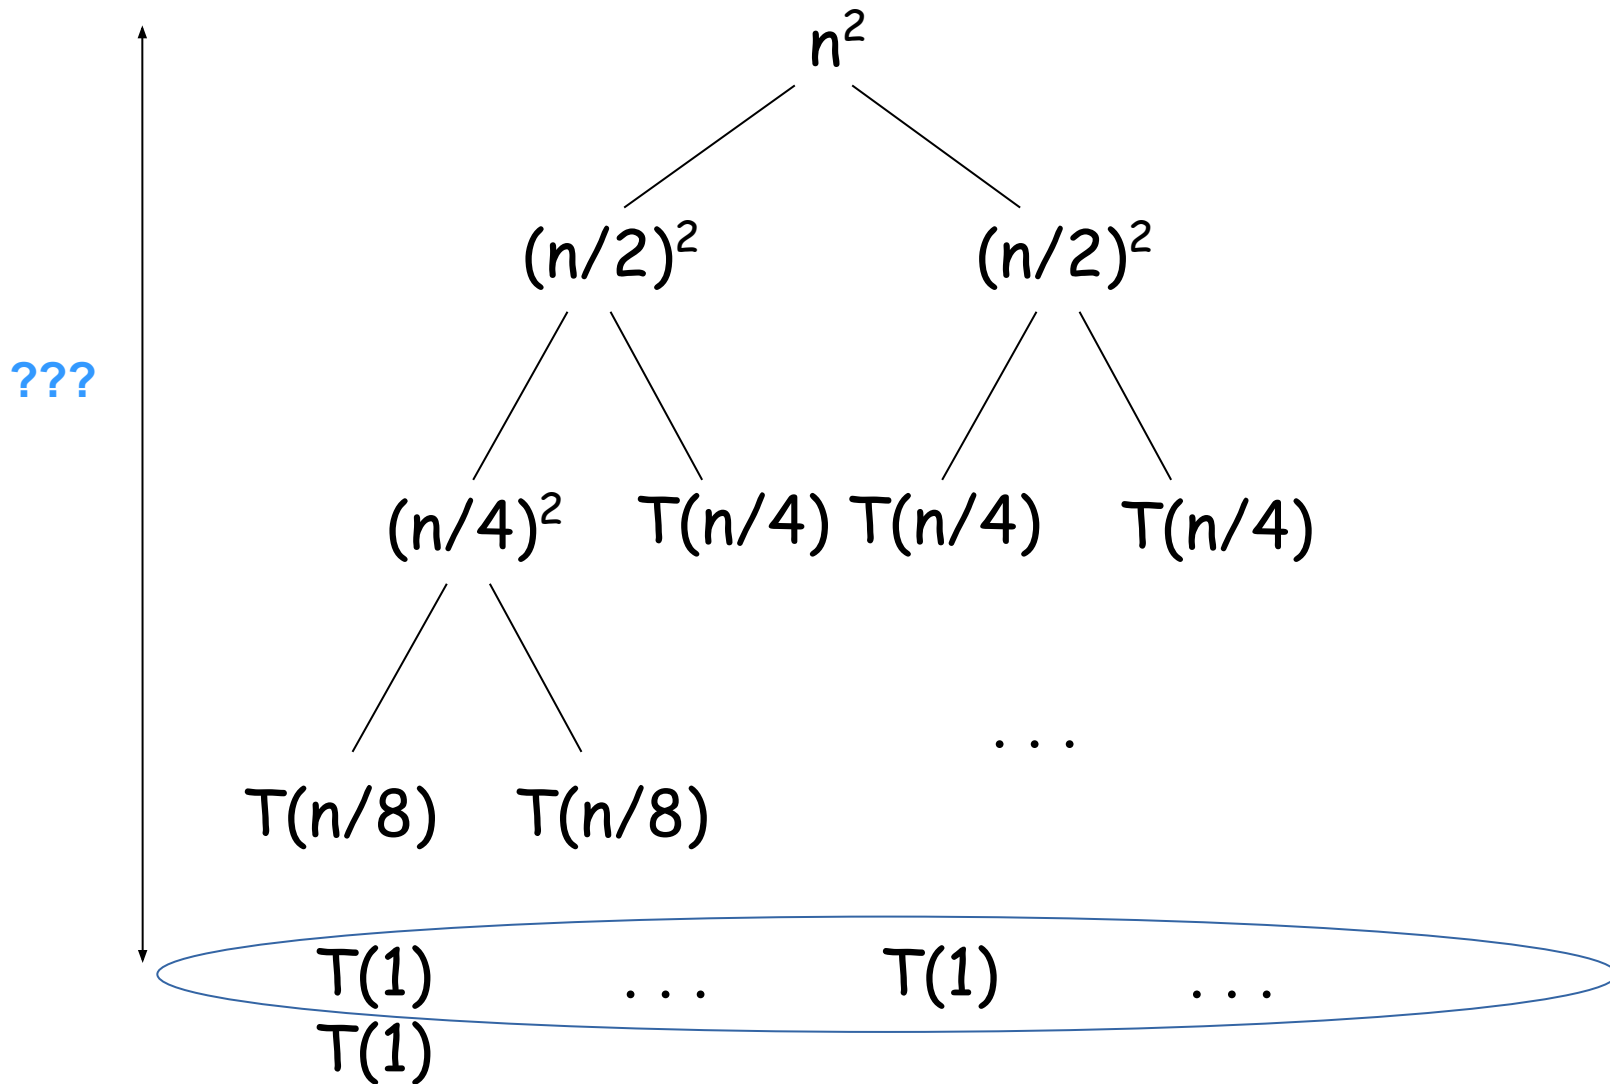 n²
(n/2)² (n/2)²
???
(n/4)² T(n/4) T(n/4) T(n/4)
. . .
T(n/8) T(n/8)
T(1) . . . T(1) . . .
T(1)